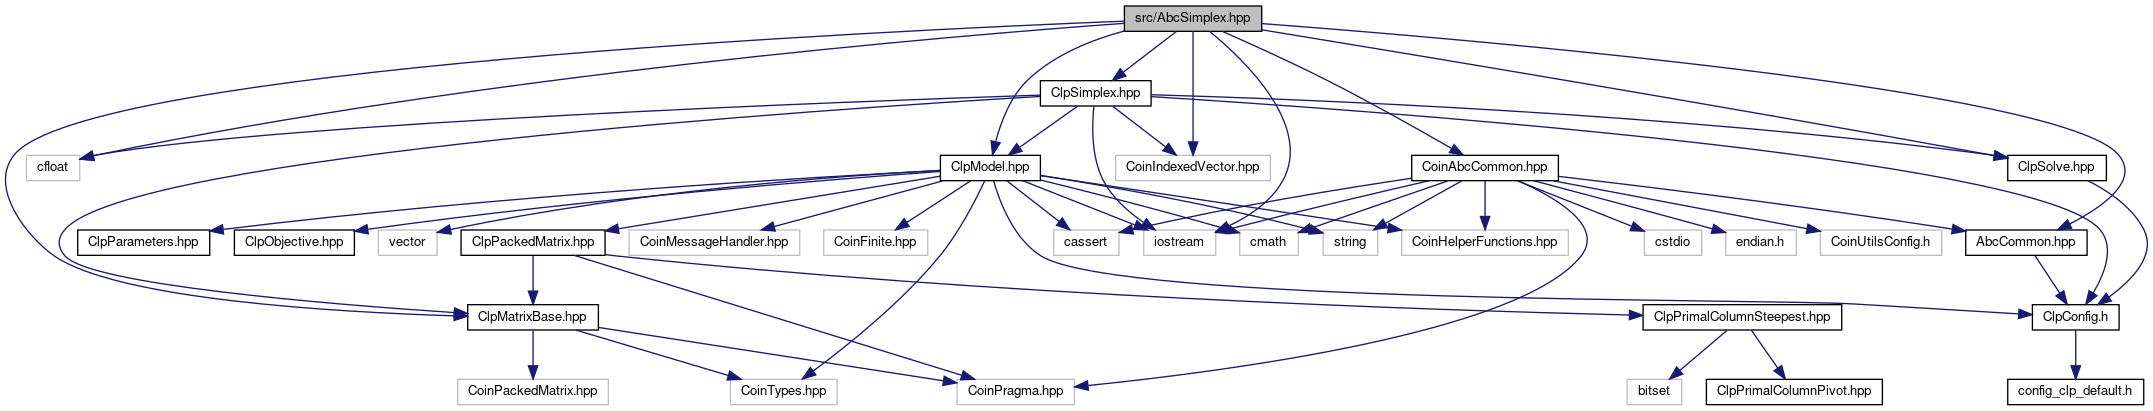 src/AbcSimplex.hpp
ClpSimplex.hpp
cfloat
ClpModel.hpp
CoinIndexedVector.hpp
CoinAbcCommon.hpp
ClpSolve.hpp
ClpParameters.hpp
ClpObjective.hpp
vector
ClpPackedMatrix.hpp
CoinMessageHandler.hpp
CoinFinite.hpp
cassert
iostream
cmath
string
CoinHelperFunctions.hpp
cstdio
endian.h
CoinUtilsConfig.h
AbcCommon.hpp
ClpMatrixBase.hpp
ClpPrimalColumnSteepest.hpp
ClpConfig.h
CoinPackedMatrix.hpp
CoinTypes.hpp
CoinPragma.hpp
bitset
ClpPrimalColumnPivot.hpp
config_clp_default.h